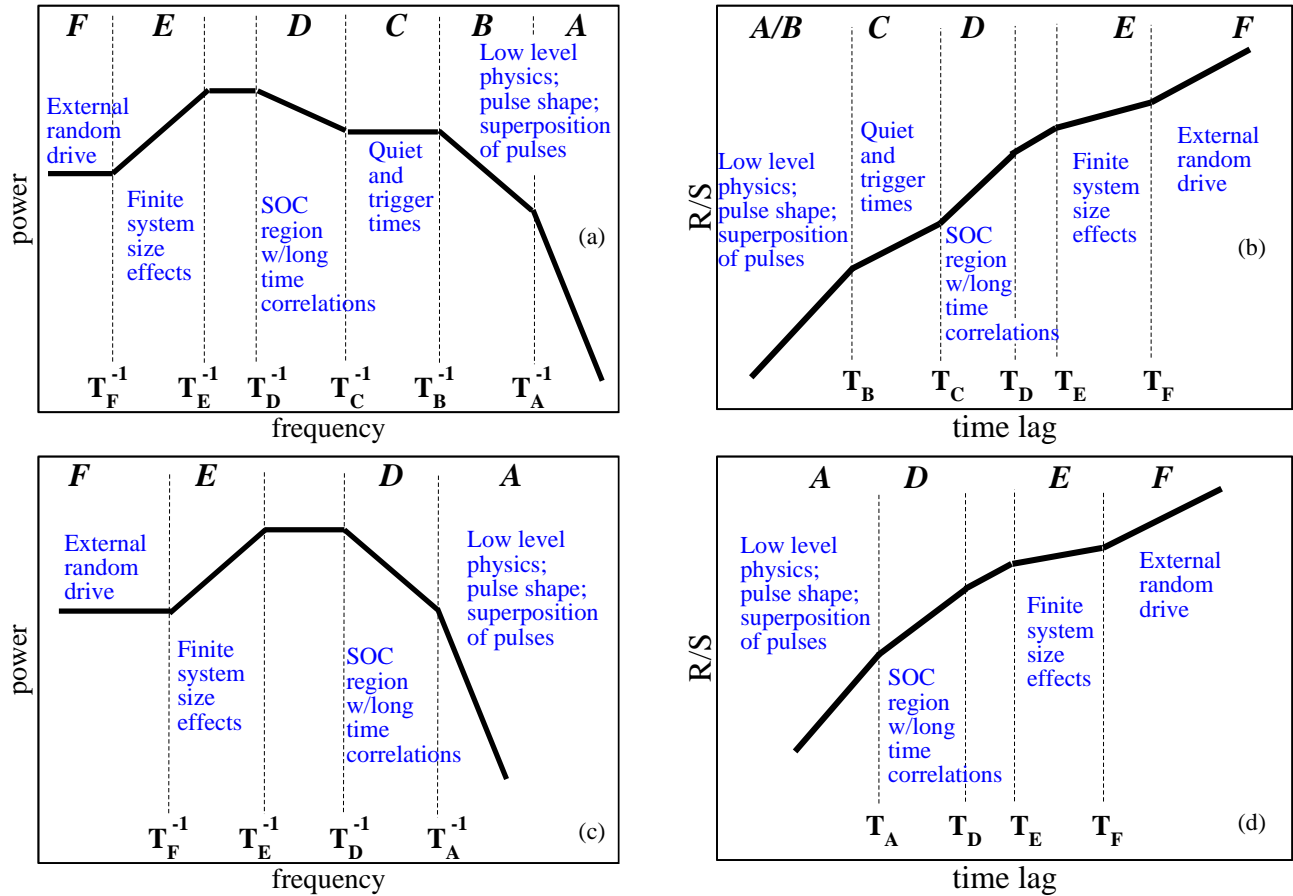 F E D C B A
Low level
physics;
pulse shape;
superposition
of pulses
External
random
drive
Quiet
and
trigger
times
Finite
system
size
effects
SOC
region
w/long
time
correlations
(a)
power
T_F^-1 T_E^-1 T_D^-1 T_C^-1 T_B^-1 T_A^-1
frequency
A/B C D E F
Low level
physics;
pulse shape;
superposition
of pulses
Quiet
and
trigger
times
SOC
region
w/long
time
correlations
Finite
system
size
effects
External
random
drive
(b)
R/S
T_B T_C T_D T_E T_F
time lag
F E D A
External
random
drive
Low level
physics;
pulse shape;
superposition
of pulses
Finite
system
size
effects
SOC
region
w/long
time
correlations
(c)
power
T_F^-1 T_E^-1 T_D^-1 T_A^-1
frequency
A D E F
Low level
physics;
pulse shape;
superposition
of pulses
SOC
region
w/long
time
correlations
Finite
system
size
effects
External
random
drive
(d)
R/S
T_A T_D T_E T_F
time lag